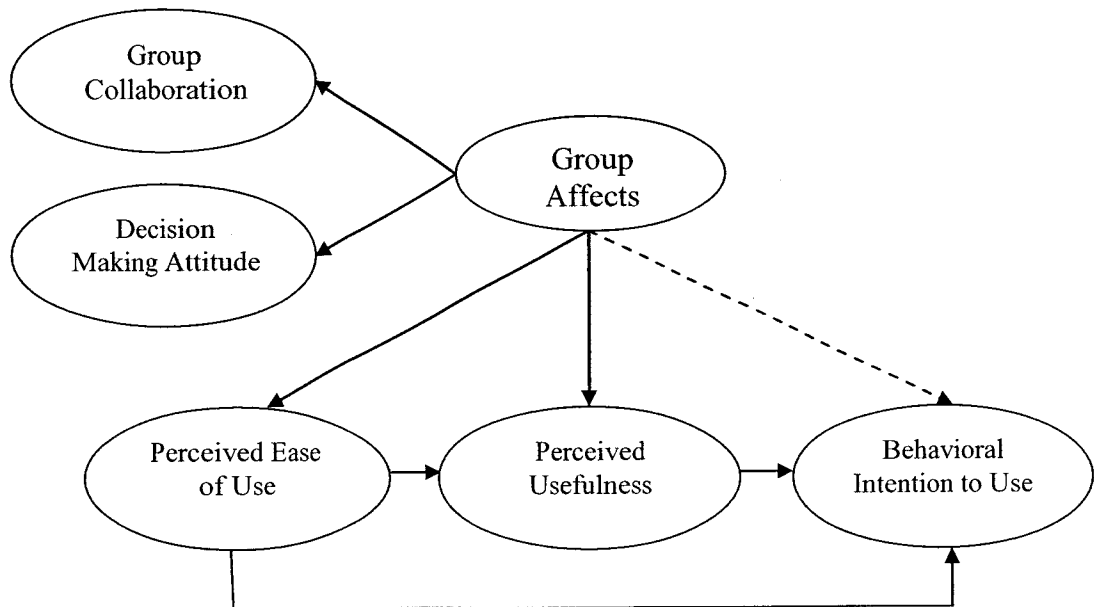 Group
Collaboration
Group
Affects
Decision
Making Attitude
Perceived Ease
of Use
Perceived
Usefulness
Behavioral
Intention to Use